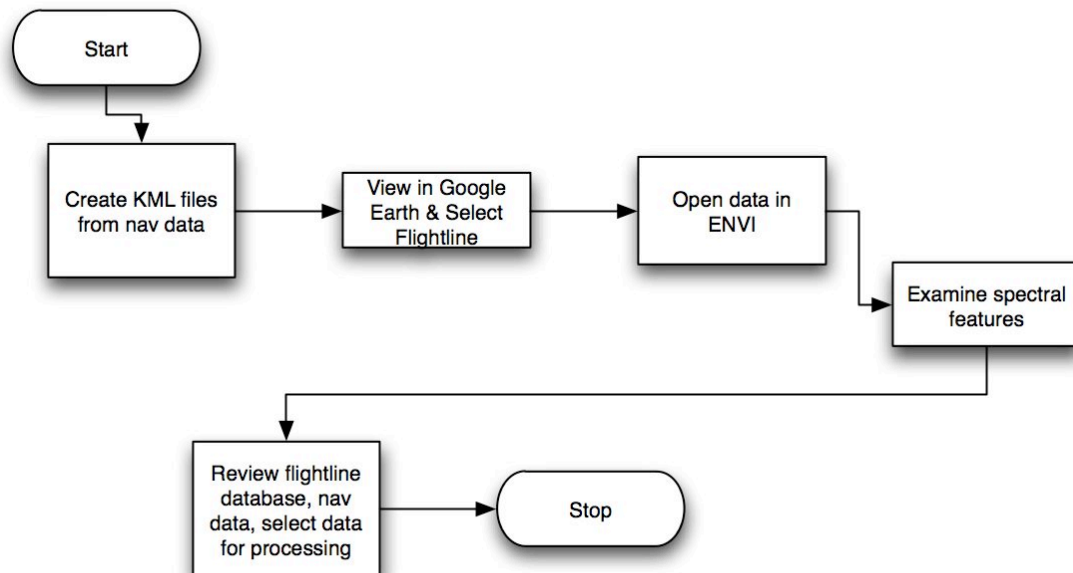 Start
Create KML files
from nav data
View in Google
Earth & Select
Flightline
Open data in
ENVI
Examine spectral
features
Review flightline
database, nav
data, select data
for processing
Stop